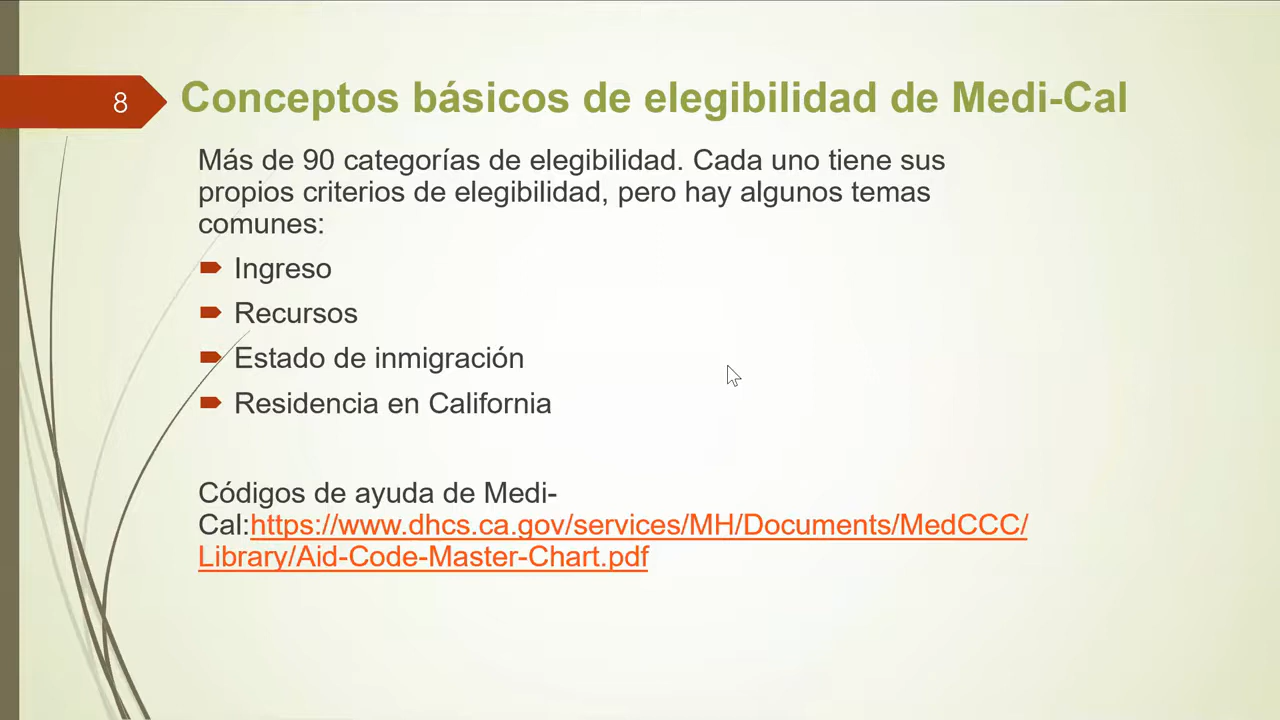 8
Conceptos básicos de elegibilidad de Medi-Cal
Más de 90 categorías de elegibilidad. Cada uno tiene sus
propios criterios de elegibilidad, pero hay algunos temas
comunes:
Ingreso
Recursos
Estado de inmigración
Residencia en California
Códigos de ayuda de Medi-
Cal:https://www.dhcs.ca.gov/services/MH/Documents/MedCCC/
Library/Aid-Code-Master-Chart.pdf